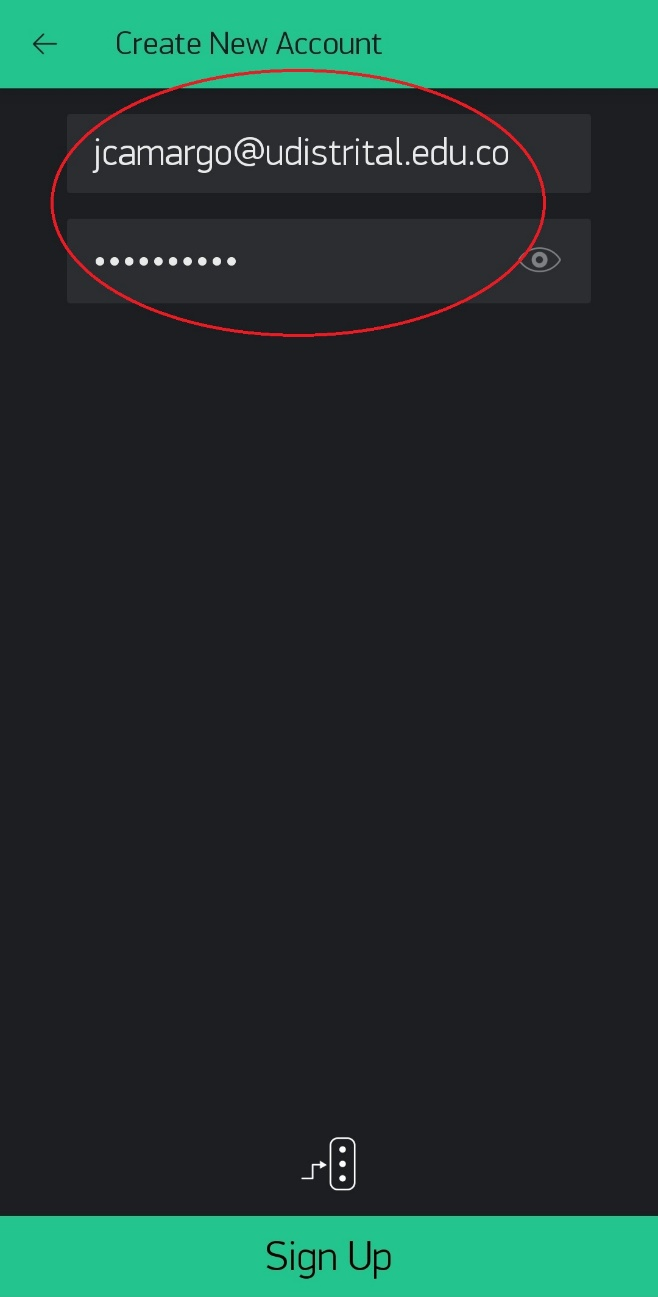 Create New Account
jcamargo@udistrital.edu.co
••••••••••
Sign Up